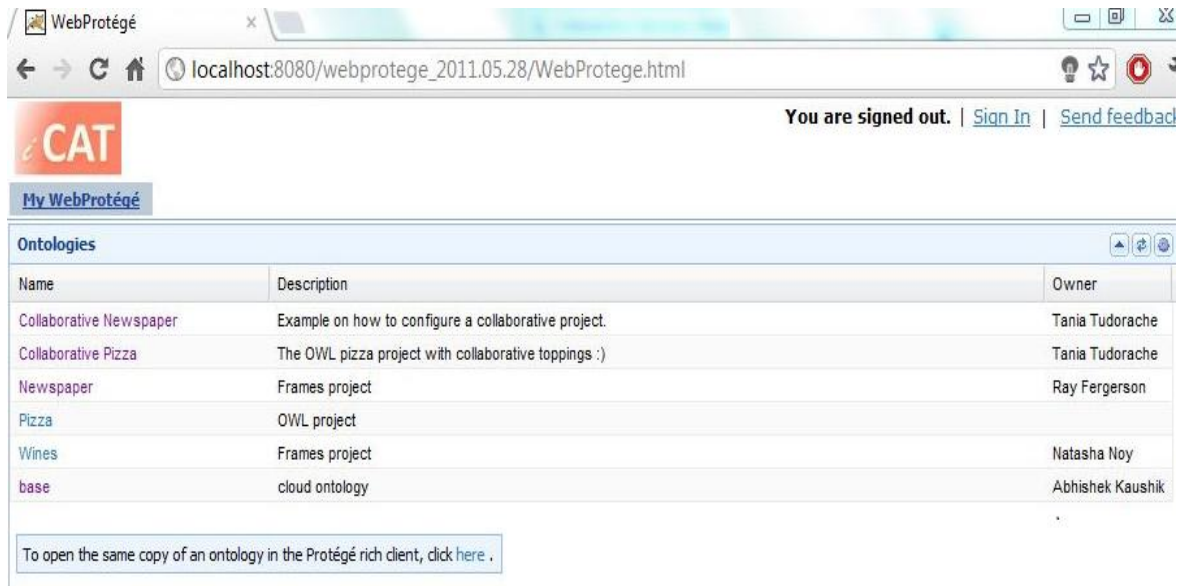 WebProtégé
localhost:8080/webprotege_2011.05.28/WebProtege.html
iCAT
You are signed out. | Sign In | Send feedback
My WebProtégé
Ontologies
Name Description Owner
Collaborative Newspaper Example on how to configure a collaborative project. Tania Tudorache
Collaborative Pizza The OWL pizza project with collaborative toppings :) Tania Tudorache
Newspaper Frames project Ray Fergerson
Pizza OWL project
Wines Frames project Natasha Noy
base cloud ontology Abhishek Kaushik
To open the same copy of an ontology in the Protégé rich client, click here .